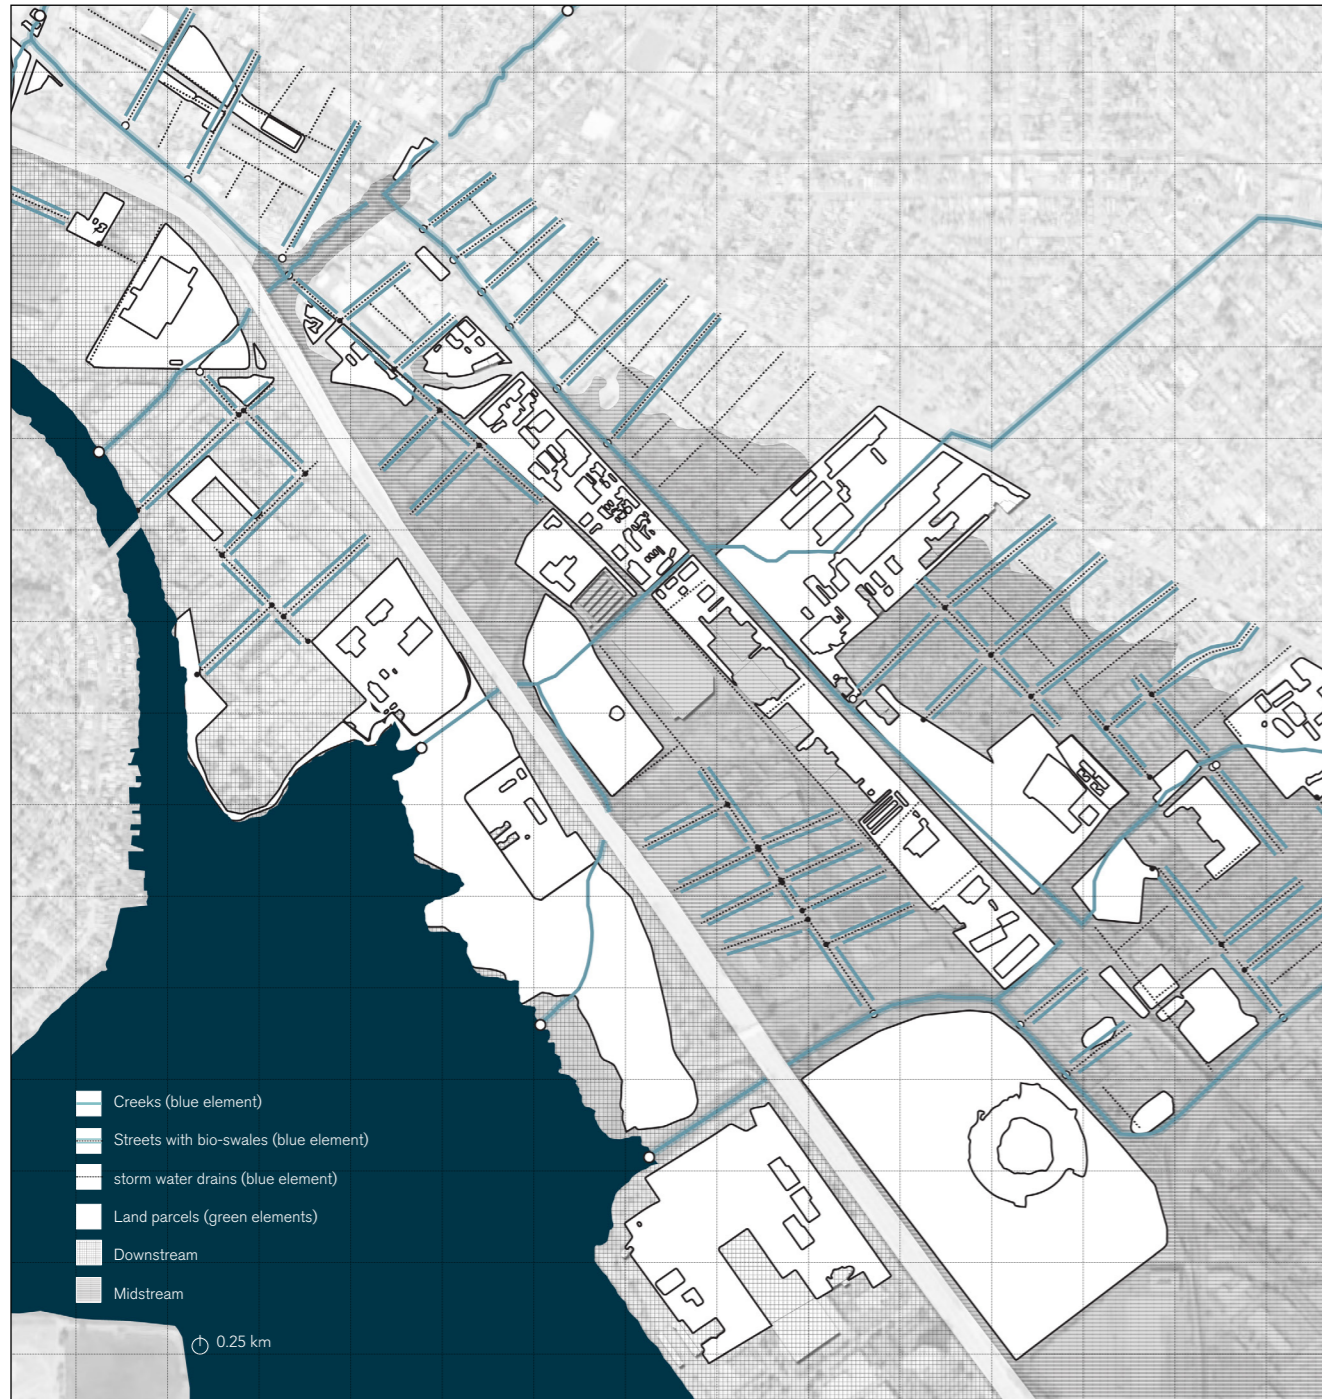 Creeks (blue element)
Streets with bio-swales (blue element)
storm water drains (blue element)
Land parcels (green elements)
Downstream
Midstream
0.25 km